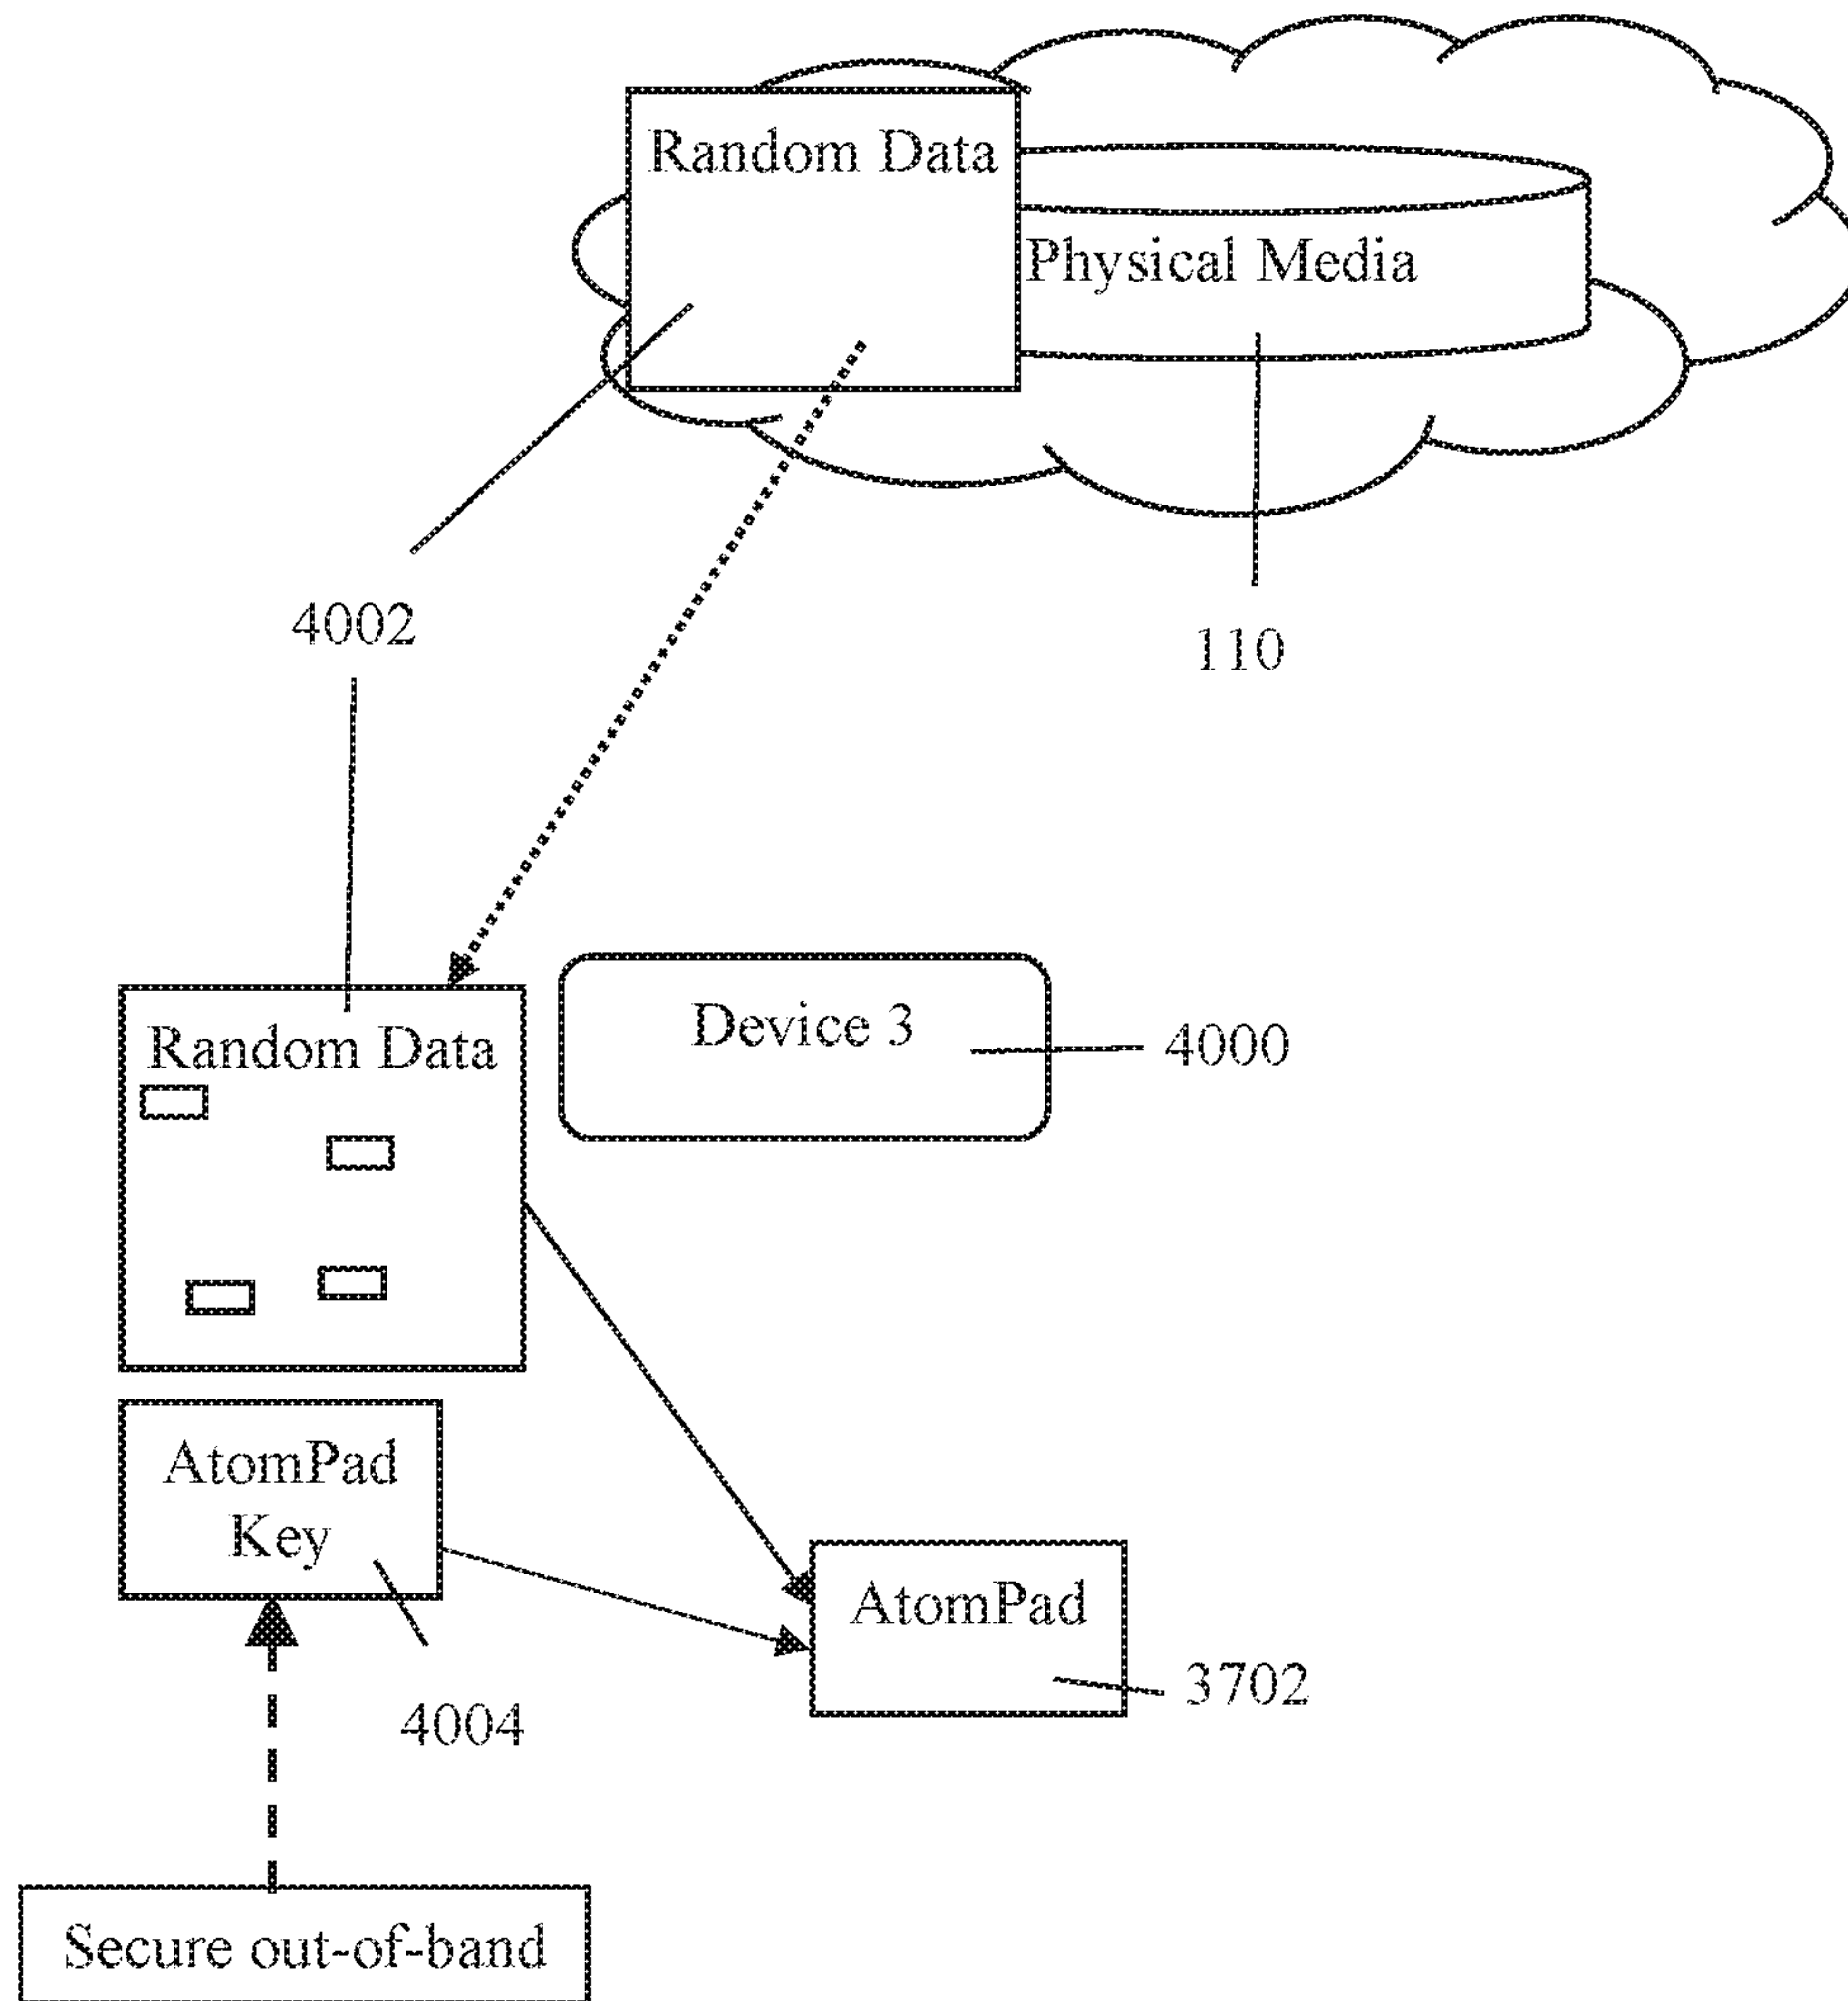 Random Data
Physical Media
4002
110
Random Data
Device 3
4000
AtomPad
Key
AtomPad
3702
4004
Secure out-of-band